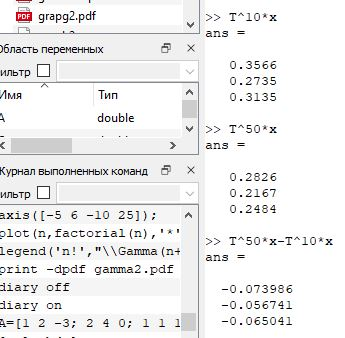 grapg2.pdf
Область переменных
ильтр
Имя Тип
A double
Журнал выполненных команд
ильтр
axis([-5 6 -10 25]);
plot(n,factorial(n),'*'
legend('n!',"\\Gamma(n+
print -dpdf gamma2.pdf
diary off
diary on
A=[1 2 -3; 2 4 0; 1 1 1
>> T^10*x
ans =
0.3566
0.2735
0.3135
>> T^50*x
ans =
0.2826
0.2167
0.2484
>> T^50*x-T^10*x
ans =
-0.073986
-0.056741
-0.065041